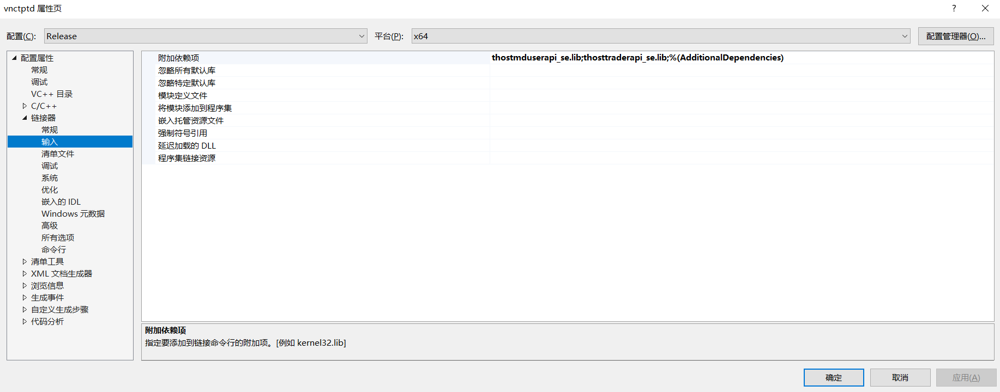 vnctptd 属性页
?
配置(C): Release 平台(P): x64 配置管理器(O)...
配置属性
常规
调试
VC++ 目录
C/C++
链接器
常规
输入
清单文件
调试
系统
优化
嵌入的 IDL
Windows 元数据
高级
所有选项
命令行
清单工具
XML 文档生成器
浏览信息
生成事件
自定义生成步骤
代码分析
附加依赖项 thostmduserapi_se.lib;thosttraderapi_se.lib;%(AdditionalDependencies)
忽略所有默认库
忽略特定默认库
模块定义文件
将模块添加到程序集
嵌入托管资源文件
强制符号引用
延迟加载的 DLL
程序集链接资源
附加依赖项
指定要添加到链接命令行的附加项。[例如 kernel32.lib]
确定 取消 应用(A)